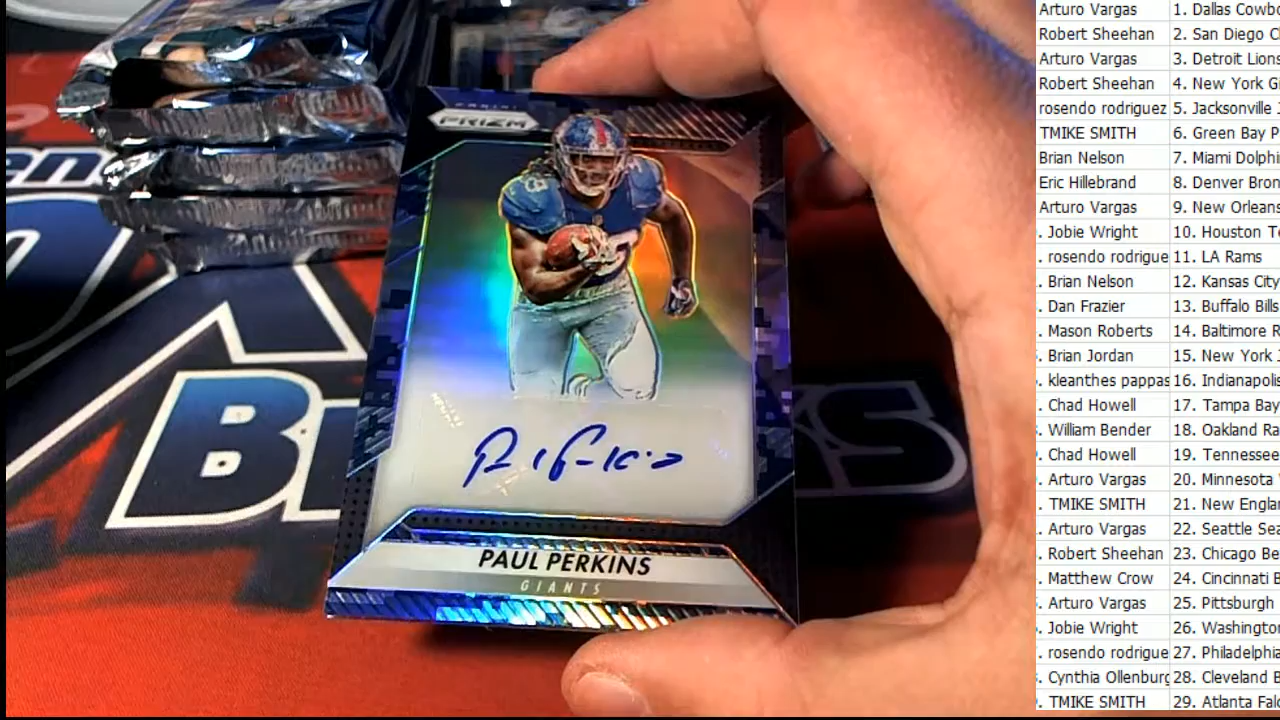 PANINI
PRIZM
PAUL PERKINS
GIANTS
Arturo Vargas 1. Dallas Cowbo
Robert Sheehan 2. San Diego C
Arturo Vargas 3. Detroit Lions
Robert Sheehan 4. New York Gi
rosendo rodriguez 5. Jacksonville J
TMIKE SMITH 6. Green Bay P
Brian Nelson 7. Miami Dolphi
Eric Hillebrand 8. Denver Bron
Arturo Vargas 9. New Orleans
. Jobie Wright 10. Houston Te
. rosendo rodrigue 11. LA Rams
. Brian Nelson 12. Kansas City
. Dan Frazier 13. Buffalo Bills
. Mason Roberts 14. Baltimore R
. Brian Jordan 15. New York J
. kleanthes pappas 16. Indianapolis
. Chad Howell 17. Tampa Bay
. William Bender 18. Oakland Ra
. Chad Howell 19. Tennessee
. Arturo Vargas 20. Minnesota V
. TMIKE SMITH 21. New Englan
. Arturo Vargas 22. Seattle Sea
. Robert Sheehan 23. Chicago Be
. Matthew Crow 24. Cincinnati B
. Arturo Vargas 25. Pittsburgh
. Jobie Wright 26. Washington
. rosendo rodrigue 27. Philadelphia
. Cynthia Ollenburg 28. Cleveland B
. TMIKE SMITH 29. Atlanta Falc